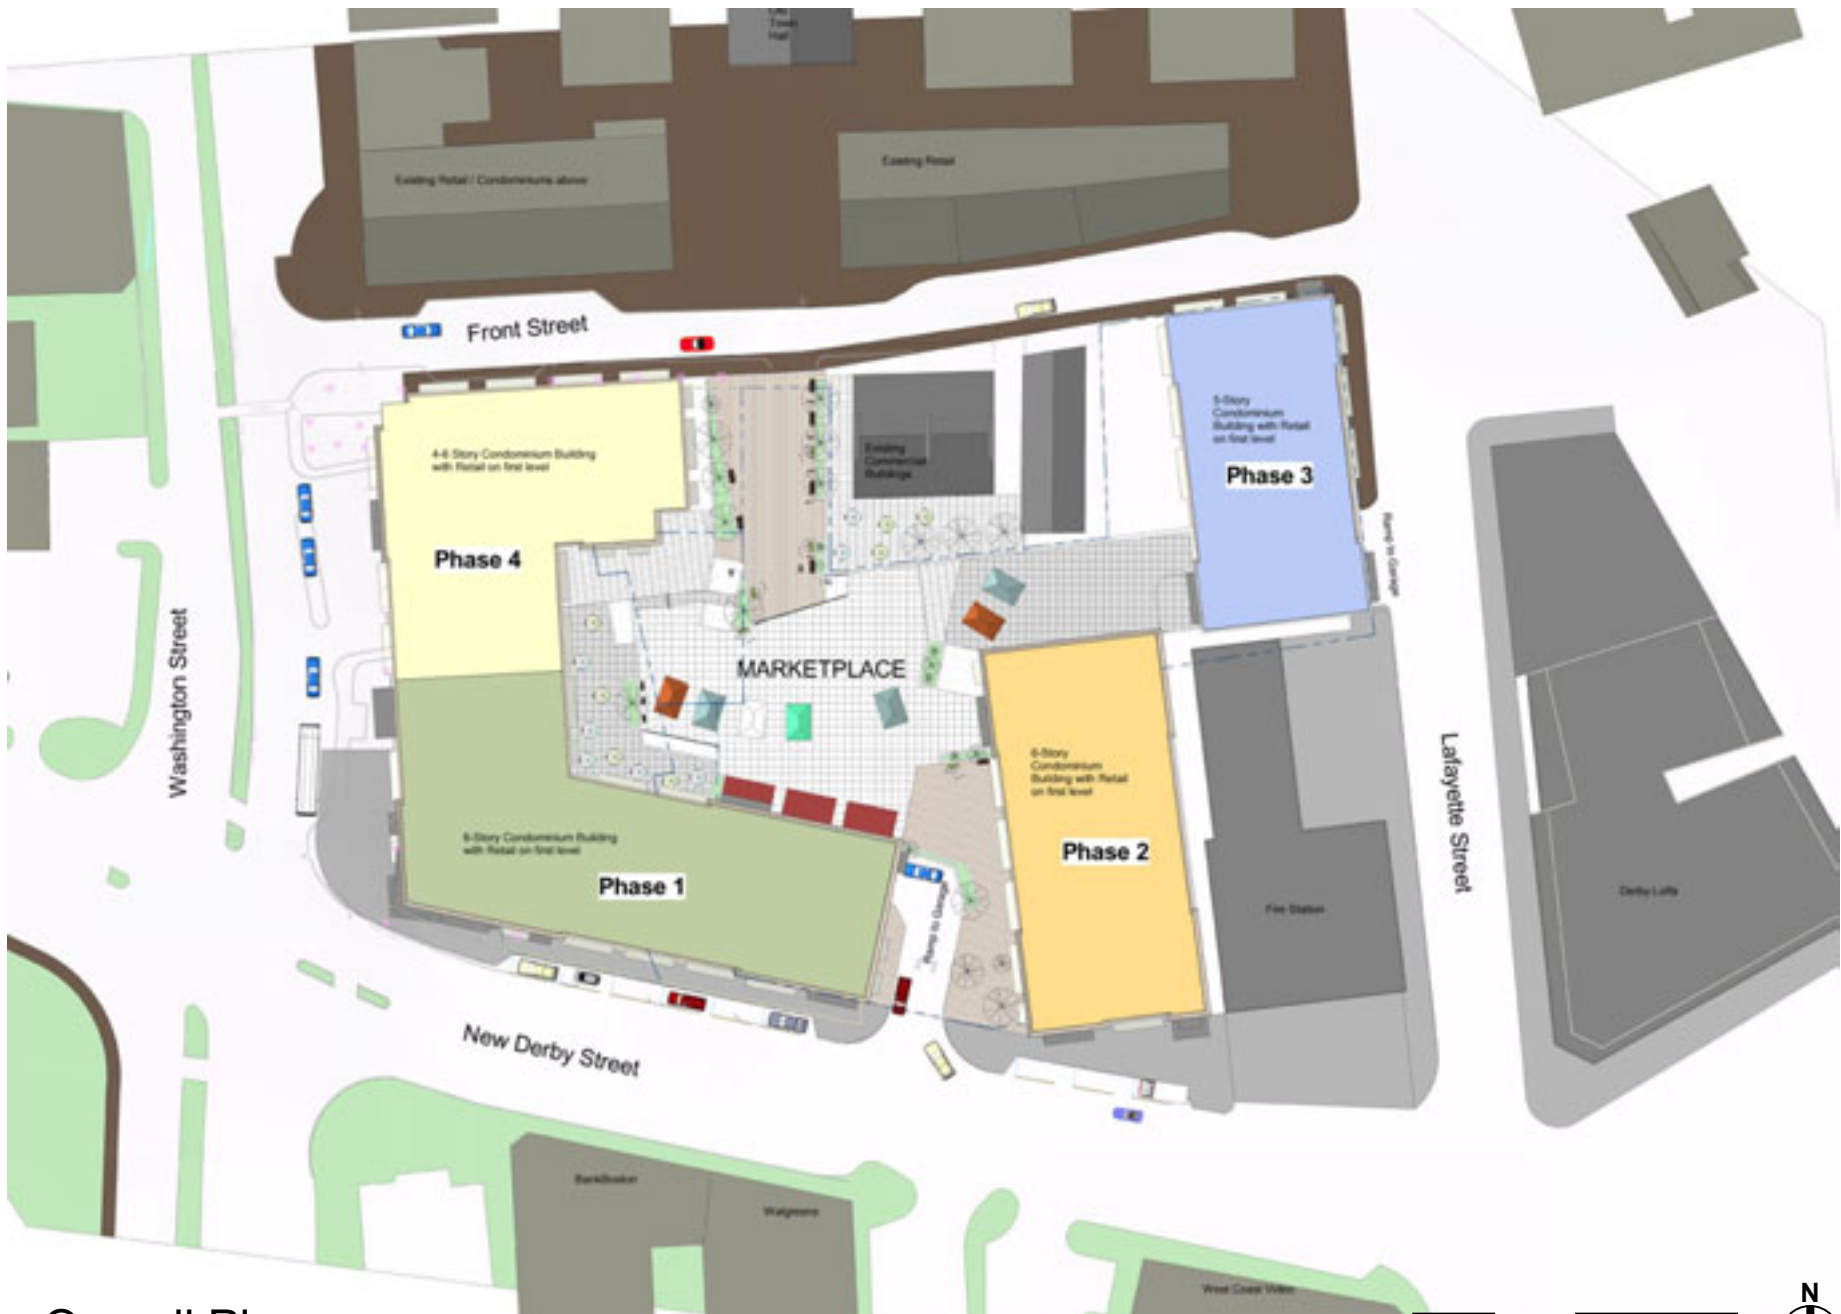 Old
Town
Hall
Existing Retail / Condominiums above
Existing Retail
Front Street
4-6 Story Condominium Building
with Retail on first level
Phase 4
Existing
Commercial
Buildings
5-Story
Condominium
Building with Retail
on first level
Phase 3
Ramp to Garage
Washington Street
MARKETPLACE
6-Story
Condominium
Building with Retail
on first level
Phase 2
Lafayette Street
Story Condominium Building
with Retail on first level
Phase 1
Ramp to Garage
Fire Station
Derby Lofts
New Derby Street
BankBoston
Walgreens
West Coast Video
N